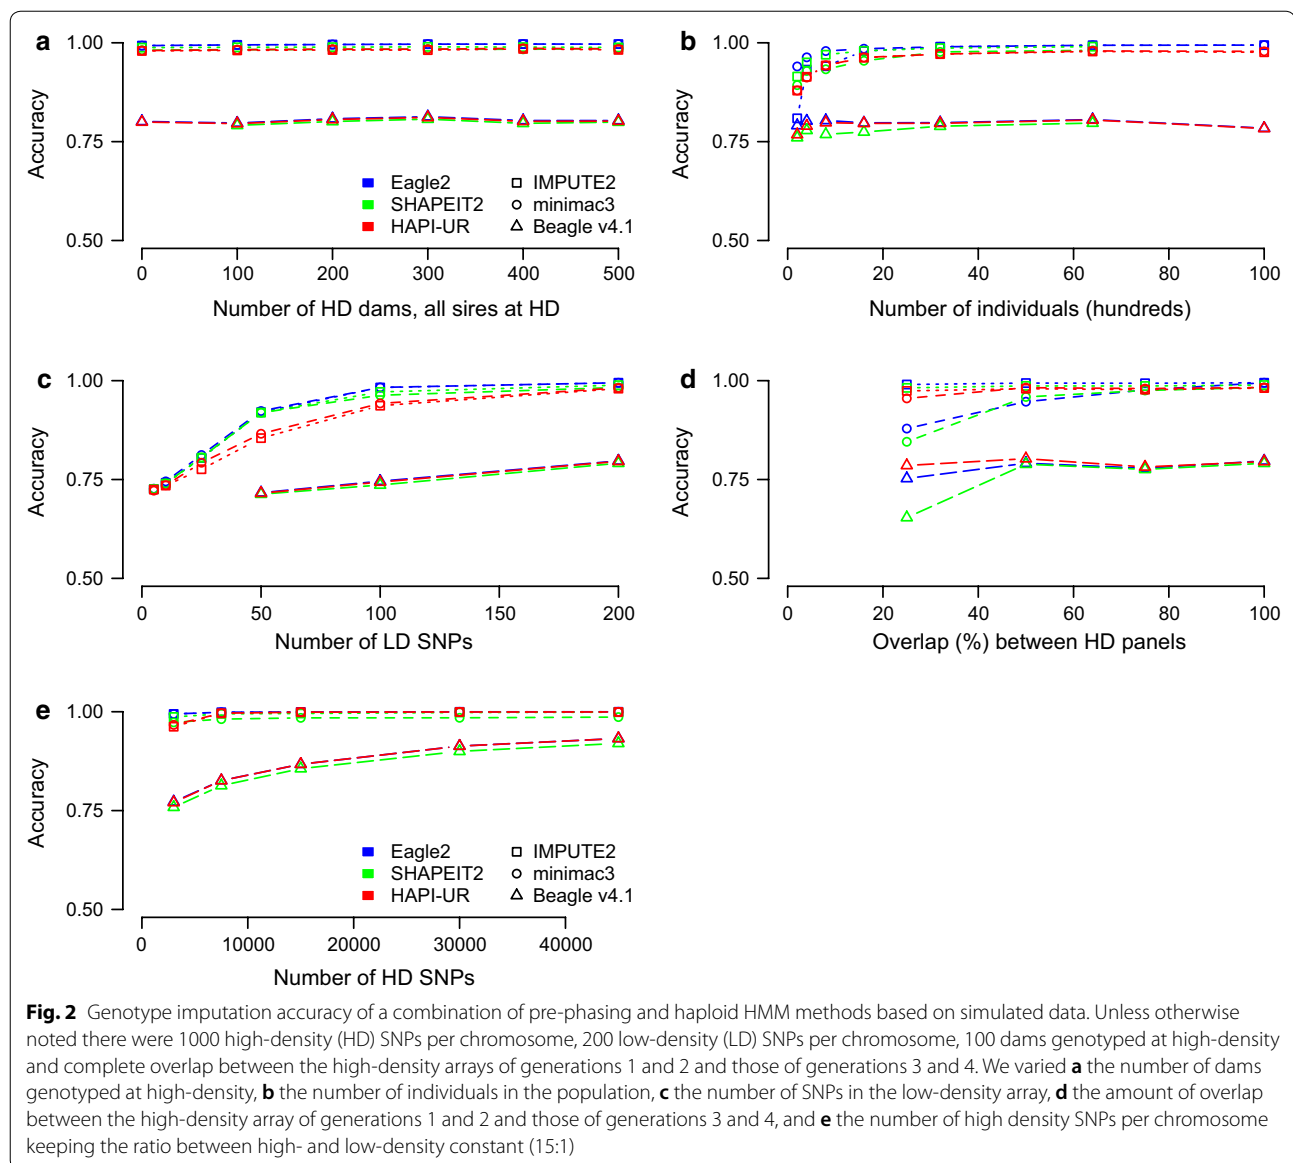 a
1.00
0.75
0.50
Accuracy
Eagle2
SHAPEIT2
HAPI-UR
IMPUTE2
minimac3
Beagle v4.1
0 100 200 300 400 500
Number of HD dams, all sires at HD
b
1.00
0.75
0.50
Accuracy
0 20 40 60 80 100
Number of individuals (hundreds)
c
1.00
0.75
0.50
Accuracy
0 50 100 150 200
Number of LD SNPs
d
1.00
0.75
0.50
Accuracy
0 20 40 60 80 100
Overlap (%) between HD panels
e
1.00
0.75
0.50
Accuracy
Eagle2
SHAPEIT2
HAPI-UR
IMPUTE2
minimac3
Beagle v4.1
0 10000 20000 30000 40000
Number of HD SNPs
Fig. 2 Genotype imputation accuracy of a combination of pre-phasing and haploid HMM methods based on simulated data. Unless otherwise
noted there were 1000 high-density (HD) SNPs per chromosome, 200 low-density (LD) SNPs per chromosome, 100 dams genotyped at high-density
and complete overlap between the high-density arrays of generations 1 and 2 and those of generations 3 and 4. We varied a the number of dams
genotyped at high-density, b the number of individuals in the population, c the number of SNPs in the low-density array, d the amount of overlap
between the high-density array of generations 1 and 2 and those of generations 3 and 4, and e the number of high density SNPs per chromosome
keeping the ratio between high- and low-density constant (15:1)